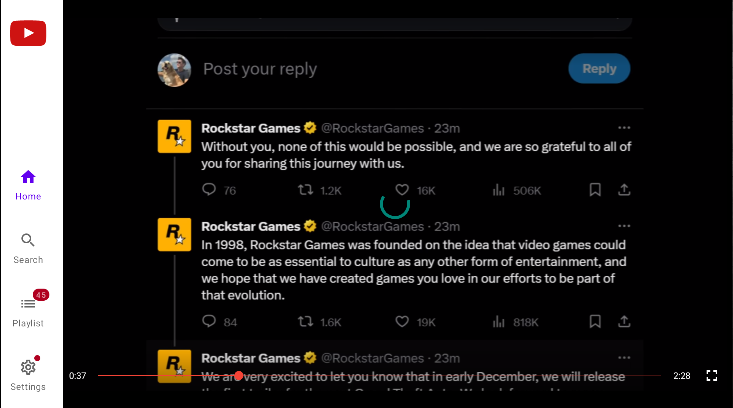 Post your reply
Reply
Rockstar Games @RockstarGames · 23m
Without you, none of this would be possible, and we are so grateful to all of
you for sharing this journey with us.
76 1.2K 16K 506K
Home
Rockstar Games @RockstarGames · 23m
In 1998, Rockstar Games was founded on the idea that video games could
come to be as essential to culture as any other form of entertainment, and
we hope that we have created games you love in our efforts to be part of
that evolution.
Search
45
Playlist
84 1.6K 19K 818K
Rockstar Games @RockstarGames · 23m
We are very excited to let you know that in early December, we will release
0:37
2:28
Settings